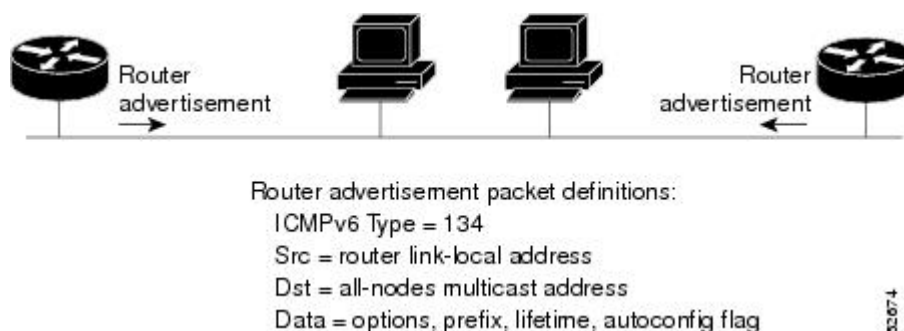 Router
advertisement
Router
advertisement
Router advertisement packet definitions:
ICMPv6 Type = 134
Src = router link-local address
Dst = all-nodes multicast address
Data = options, prefix, lifetime, autoconfig flag